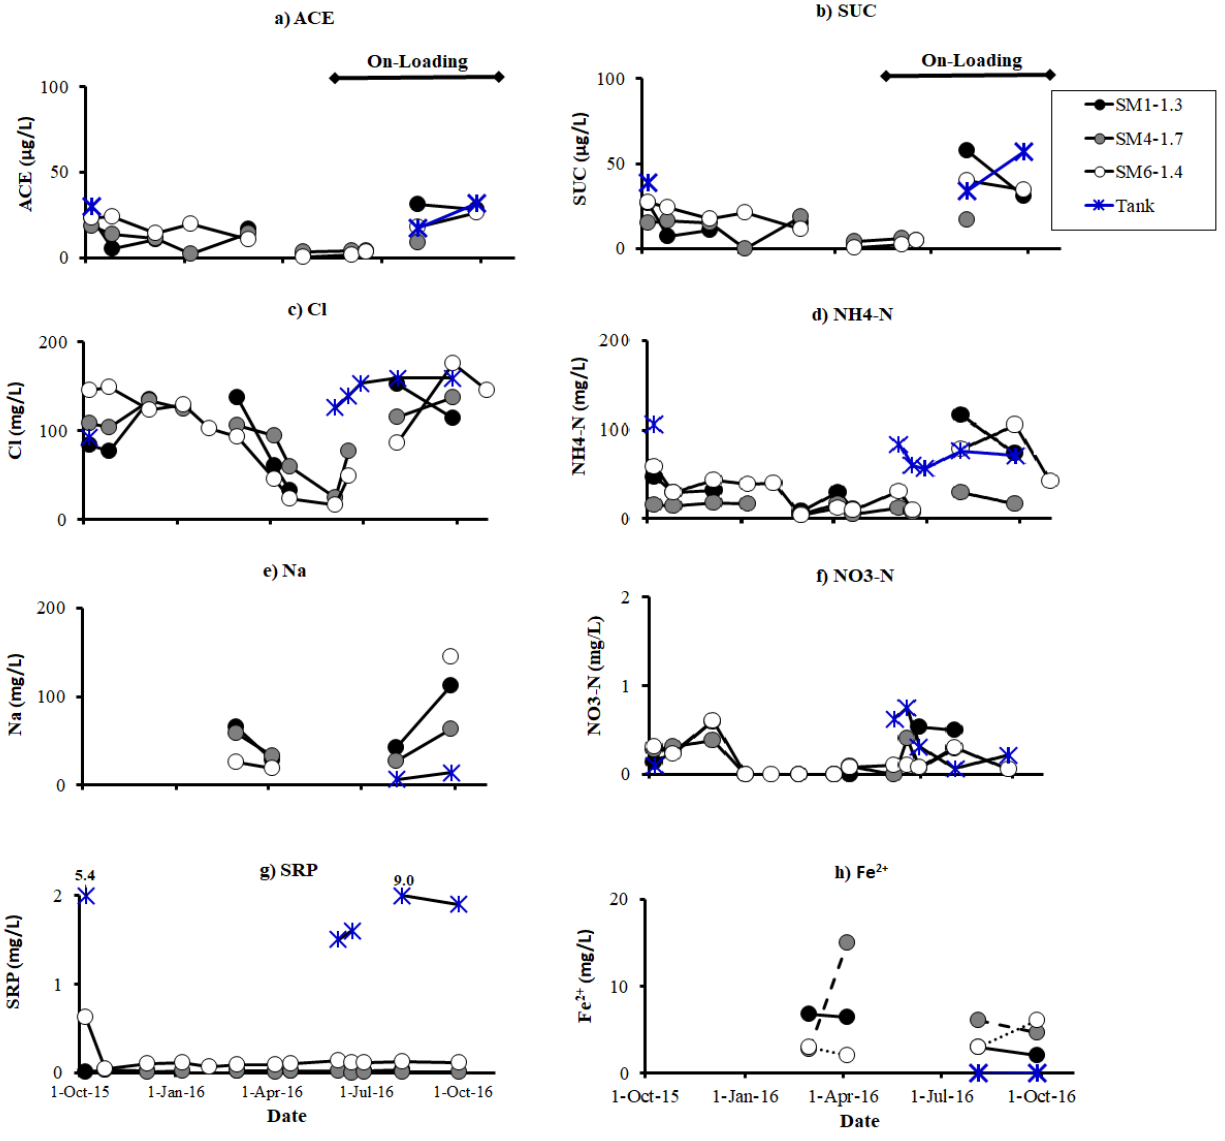 a) ACE
b) SUC
On-Loading
On-Loading
100
50
0
ACE (µg/L)
100
50
0
SUC (µg/L)
SM1-1.3
SM4-1.7
SM6-1.4
Tank
c) Cl
d) NH4-N
200
100
0
Cl (mg/L)
200
100
0
NH4-N (mg/L)
e) Na
f) NO3-N
200
100
0
Na (mg/L)
2
1
0
NO3-N (mg/L)
g) SRP
h) Fe²⁺
5.4
9.0
2
1
0
SRP (mg/L)
20
10
0
Fe²⁺ (mg/L)
1-Oct-15 1-Jan-16 1-Apr-16 1-Jul-16 1-Oct-16
Date
1-Oct-15 1-Jan-16 1-Apr-16 1-Jul-16 1-Oct-16
Date